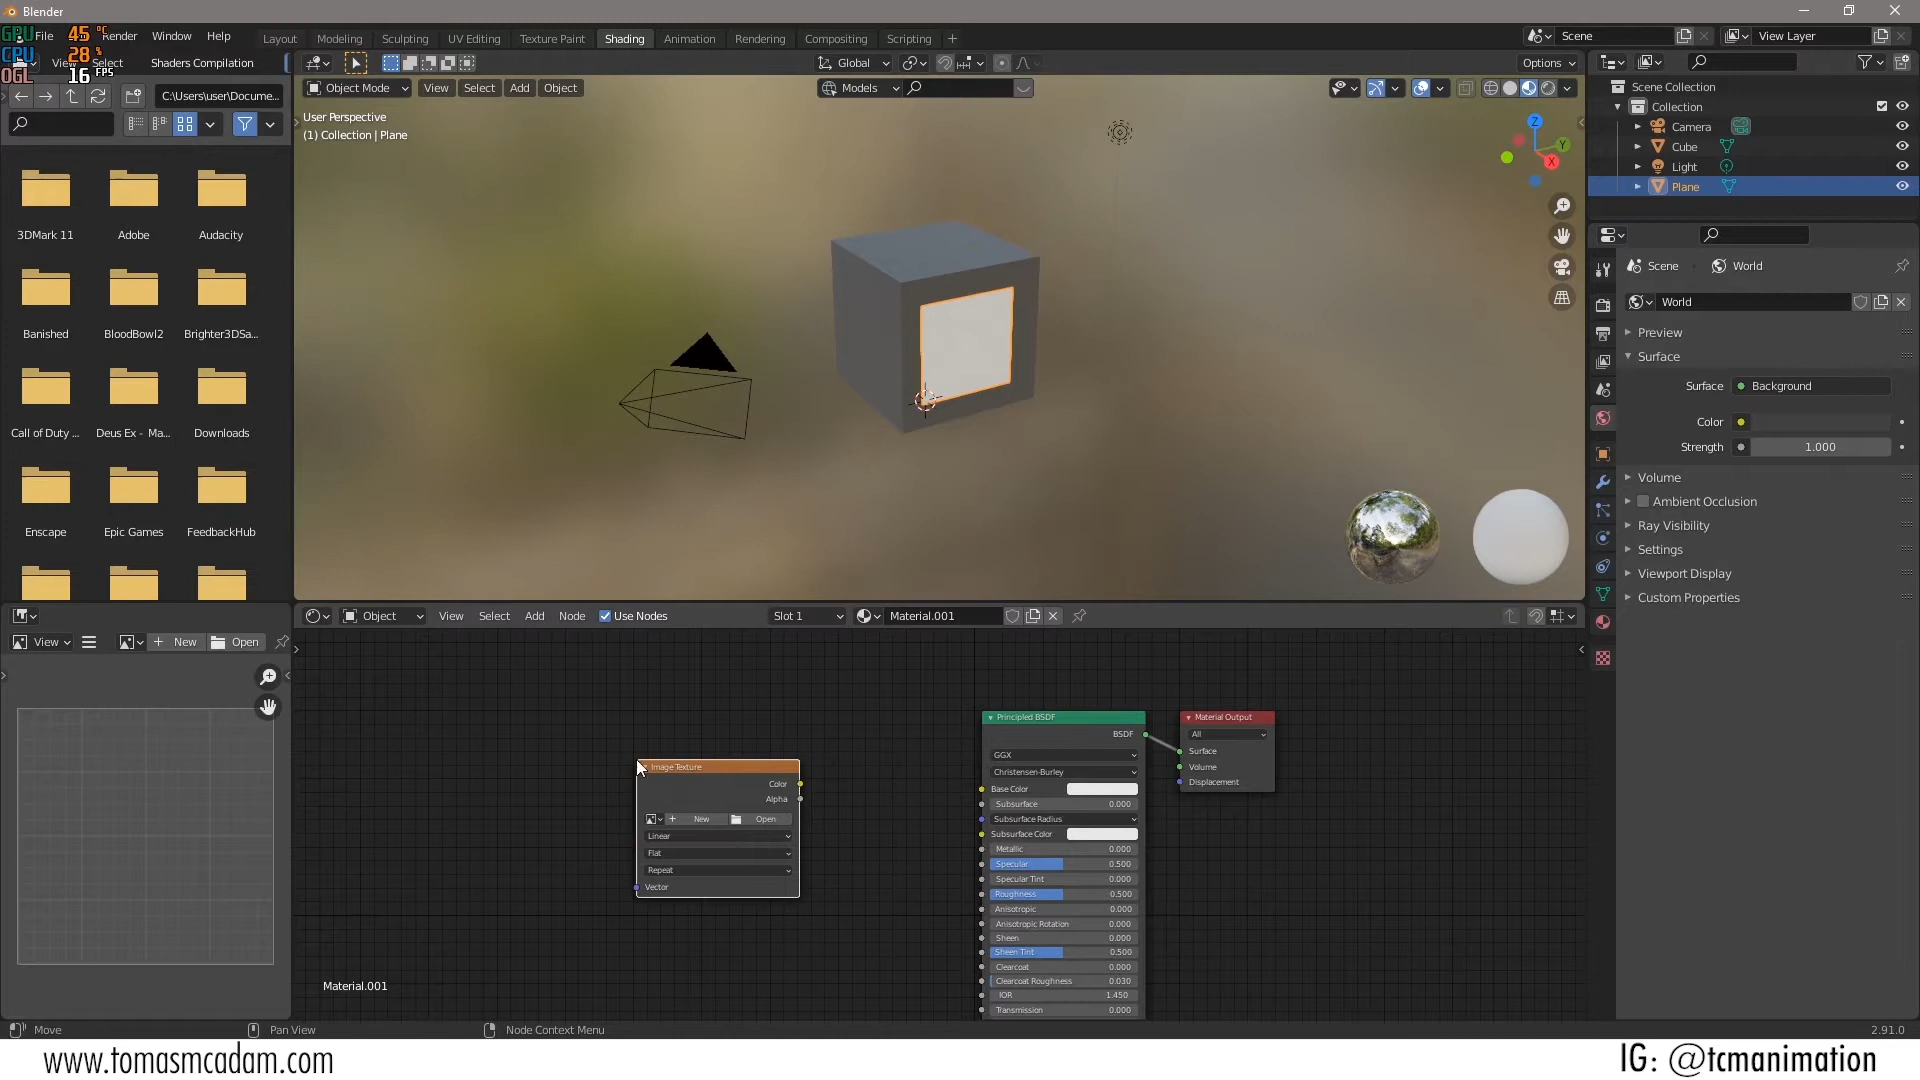 Blender
GPU 45 °C
CPU 28 %
OGL 16 FPS
File Render Window Help
Layout Modeling Sculpting UV Editing Texture Paint Shading Animation Rendering Compositing Scripting +
Scene
View Layer
View Select Shaders Compilation
Global
Options
C:\Users\user\Docume...
Object Mode View Select Add Object
Models
User Perspective
(1) Collection | Plane
Z
Y
X
3DMark 11 Adobe Audacity
Banished BloodBowl2 Brighter3DSa...
Call of Duty ... Deus Ex - Ma... Downloads
Enscape Epic Games FeedbackHub
Scene Collection
Collection
Camera
Cube
Light
Plane
Scene World
World
Preview
Surface
Surface Background
Color
Strength 1.000
Volume
Ambient Occlusion
Ray Visibility
Settings
Viewport Display
Custom Properties
View + New Open
Object View Select Add Node Use Nodes Slot 1 Material.001
Image Texture
Color
Alpha
+ New Open
Linear
Flat
Repeat
Vector
Principled BSDF
BSDF
GGX
Christensen-Burley
Base Color
Subsurface 0.000
Subsurface Radius
Subsurface Color
Metallic 0.000
Specular 0.500
Specular Tint 0.000
Roughness 0.500
Anisotropic 0.000
Anisotropic Rotation 0.000
Sheen 0.000
Sheen Tint 0.500
Clearcoat 0.000
Clearcoat Roughness 0.030
IOR 1.450
Transmission 0.000
Material Output
All
Surface
Volume
Displacement
Material.001
Move Pan View Node Context Menu 2.91.0
www.tomasmcadam.com
IG: @tcmanimation